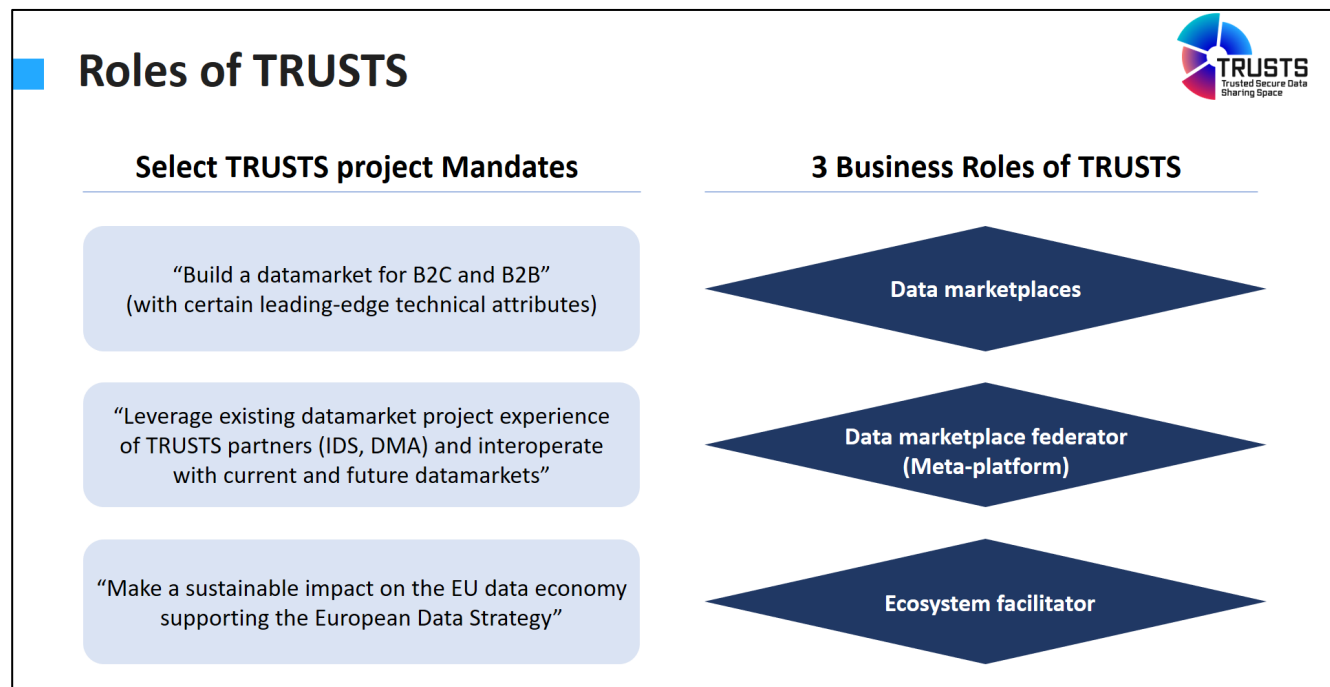 Roles of TRUSTS
TRUSTS
Trusted Secure Data
Sharing Space
Select TRUSTS project Mandates
3 Business Roles of TRUSTS
“Build a datamarket for B2C and B2B”
(with certain leading-edge technical attributes)
Data marketplaces
“Leverage existing datamarket project experience
of TRUSTS partners (IDS, DMA) and interoperate
with current and future datamarkets”
Data marketplace federator
(Meta-platform)
“Make a sustainable impact on the EU data economy
supporting the European Data Strategy”
Ecosystem facilitator